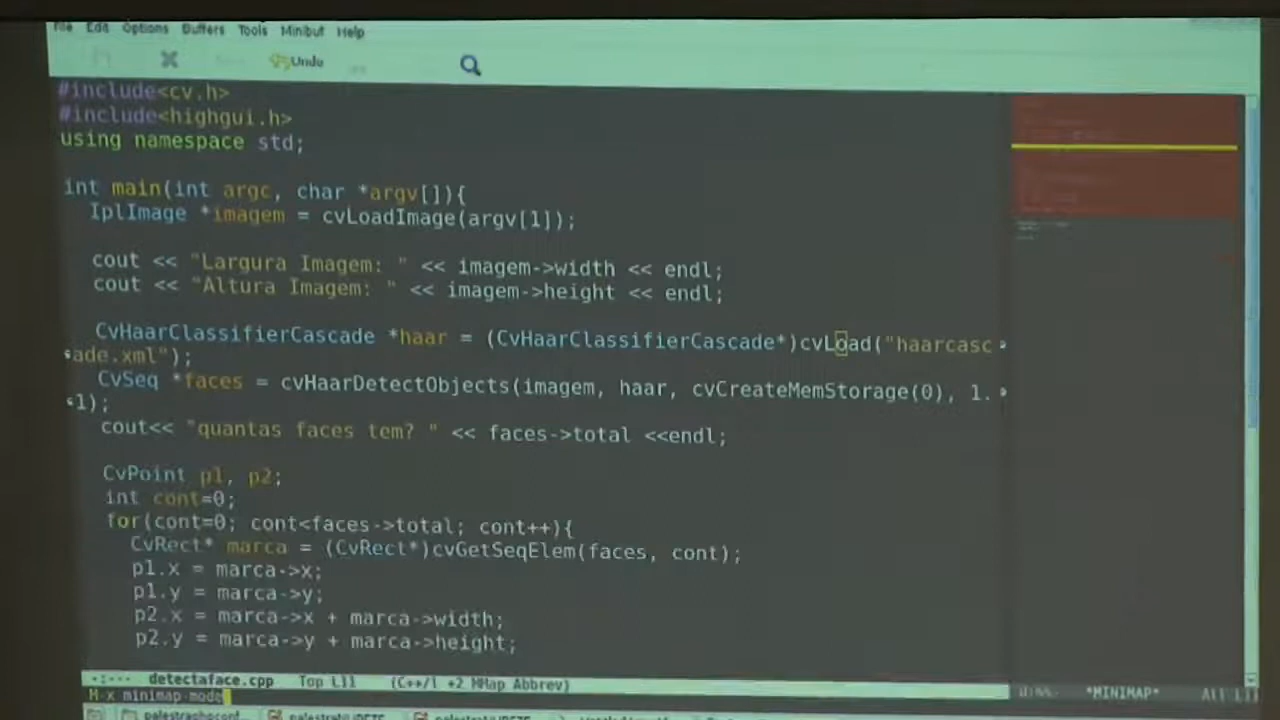 File Edit Options Buffers Tools Minibuf Help
Undo
#include<cv.h>
#include<highgui.h>
using namespace std;
int main(int argc, char *argv[]){
IplImage *imagem = cvLoadImage(argv[1]);
cout << "Largura Imagem: " << imagem->width << endl;
cout << "Altura Imagem: " << imagem->height << endl;
CvHaarClassifierCascade *haar = (CvHaarClassifierCascade*)cvLoad("haarcasc
ade.xml");
CvSeq *faces = cvHaarDetectObjects(imagem, haar, cvCreateMemStorage(0), 1.
1);
cout<< "quantas faces tem? " << faces->total <<endl;
CvPoint p1, p2;
int cont=0;
for(cont=0; cont<faces->total; cont++){
CvRect* marca = (CvRect*)cvGetSeqElem(faces, cont);
p1.x = marca->x;
p1.y = marca->y;
p2.x = marca->x + marca->width;
p2.y = marca->y + marca->height;
-:--- detectaface.cpp Top L11 (C++/l +2 MMap Abbrev)
*MINIMAP* All L11
M-x minimap-mode